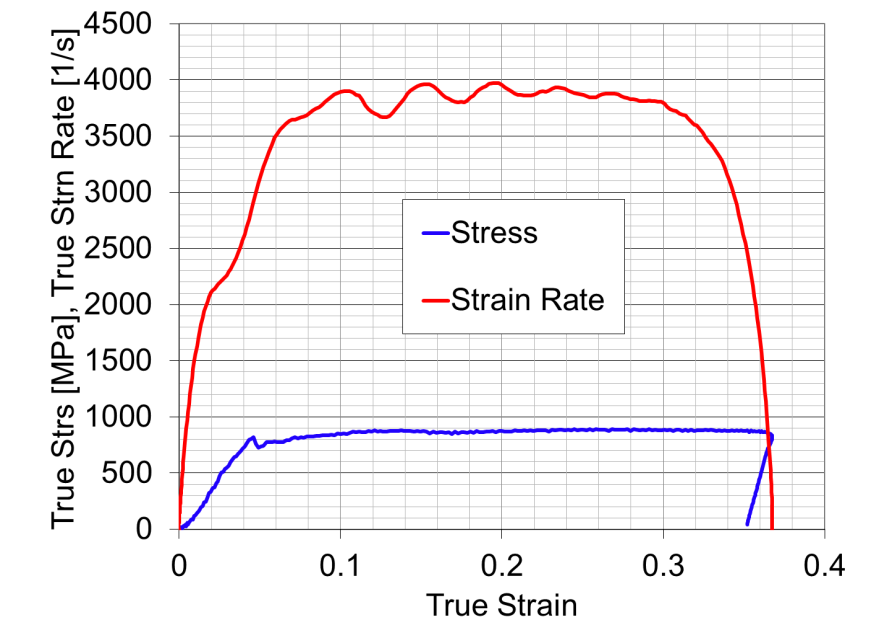 True Strs [MPa], True Strn Rate [1/s]
4500
4000
3500
3000
2500
2000
1500
1000
500
0
Stress
Strain Rate
0 0.1 0.2 0.3 0.4
True Strain